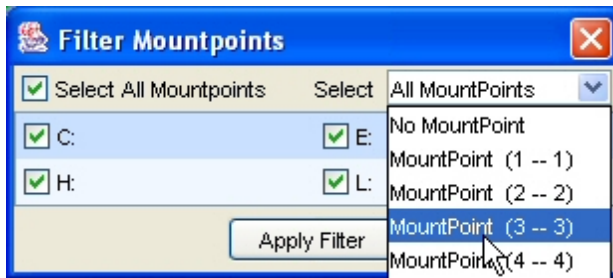 Filter Mountpoints
Select All Mountpoints Select All MountPoints
C: E:
H: L:
No MountPoint
MountPoint (1 -- 1)
MountPoint (2 -- 2)
MountPoint (3 -- 3)
MountPoint (4 -- 4)
Apply Filter